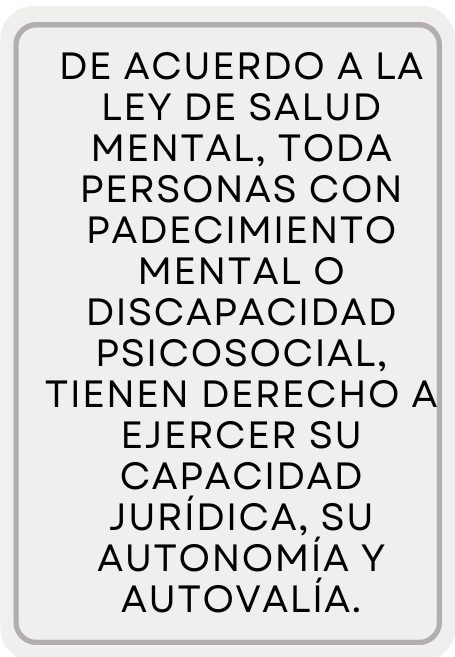 DE ACUERDO A LA
LEY DE SALUD
MENTAL, TODA
PERSONAS CON
PADECIMIENTO
MENTAL O
DISCAPACIDAD
PSICOSOCIAL,
TIENEN DERECHO A
EJERCER SU
CAPACIDAD
JURÍDICA, SU
AUTONOMÍA Y
AUTOVALÍA.